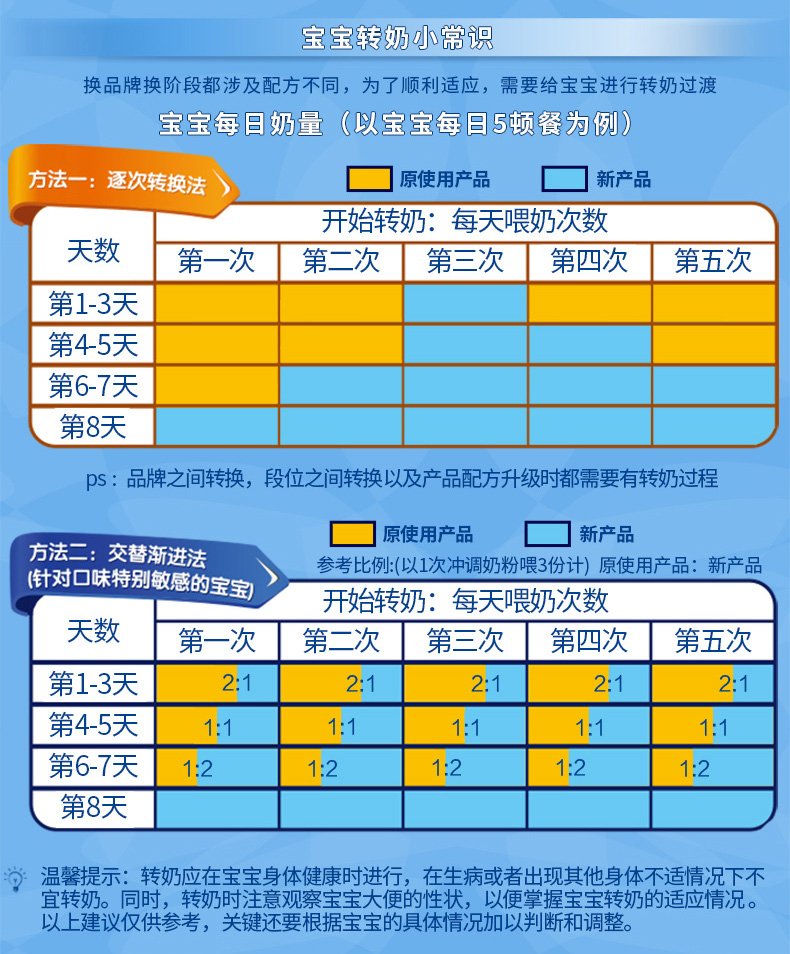 宝宝转奶小常识
换品牌换阶段都涉及配方不同，为了顺利适应，需要给宝宝进行转奶过渡
宝宝每日奶量（以宝宝每日5顿餐为例）
方法一：逐次转换法
原使用产品 新产品
天数 开始转奶：每天喂奶次数
第一次 第二次 第三次 第四次 第五次
第1-3天
第4-5天
第6-7天
第8天
ps：品牌之间转换，段位之间转换以及产品配方升级时都需要有转奶过程
方法二：交替渐进法
(针对口味特别敏感的宝宝)
原使用产品 新产品
参考比例:(以1次冲调奶粉喂3份计) 原使用产品：新产品
天数 开始转奶：每天喂奶次数
第一次 第二次 第三次 第四次 第五次
第1-3天 2:1 2:1 2:1 2:1 2:1
第4-5天 1:1 1:1 1:1 1:1 1:1
第6-7天 1:2 1:2 1:2 1:2 1:2
第8天
温馨提示：转奶应在宝宝身体健康时进行，在生病或者出现其他身体不适情况下不
宜转奶。同时，转奶时注意观察宝宝大便的性状，以便掌握宝宝转奶的适应情况。
以上建议仅供参考，关键还要根据宝宝的具体情况加以判断和调整。